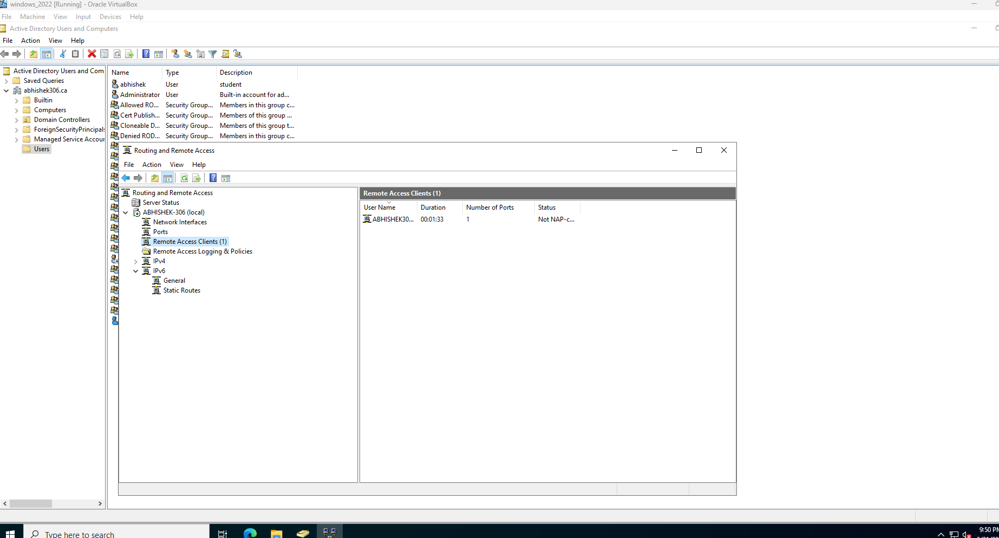 windows_2022 [Running] - Oracle VirtualBox
File Machine View Input Devices Help
Active Directory Users and Computers
File Action View Help
Active Directory Users and Com
Saved Queries
abhishek306.ca
Builtin
Computers
Domain Controllers
ForeignSecurityPrincipals
Managed Service Accour
Users
Name Type Description
abhishek User student
Administrator User Built-in account for ad...
Allowed RO... Security Group... Members in this group c...
Cert Publish... Security Group... Members of this group ...
Cloneable D... Security Group... Members of this group t...
Denied ROD... Security Group... Members in this group c...
Routing and Remote Access
File Action View Help
Routing and Remote Access
Server Status
ABHISHEK-306 (local)
Network Interfaces
Ports
Remote Access Clients (1)
Remote Access Logging & Policies
IPv4
IPv6
General
Static Routes
Remote Access Clients (1)
User Name Duration Number of Ports Status
ABHISHEK30... 00:01:33 1 Not NAP-c...
Type here to search
9:50 PM